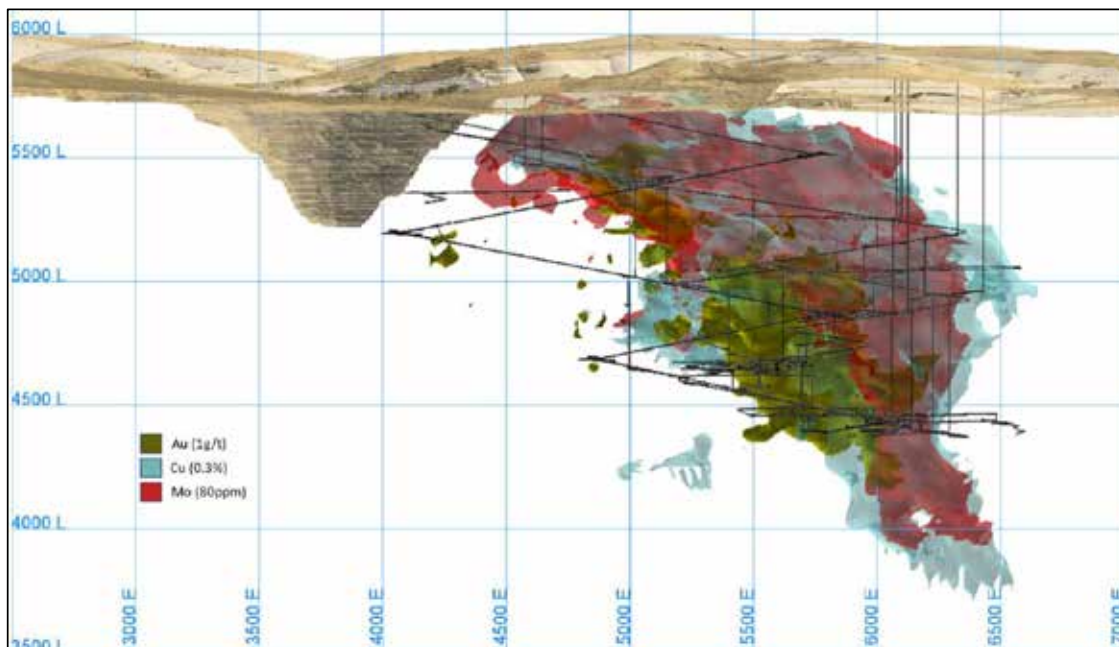 6000 L
5500 L
5000 L
4500 L
Au (1g/t)
Cu (0.3%)
Mo (80ppm)
4000 L
3500 L
3000 E
3500 E
4000 E
4500 E
5000 E
5500 E
6000 E
6500 E
7000 E